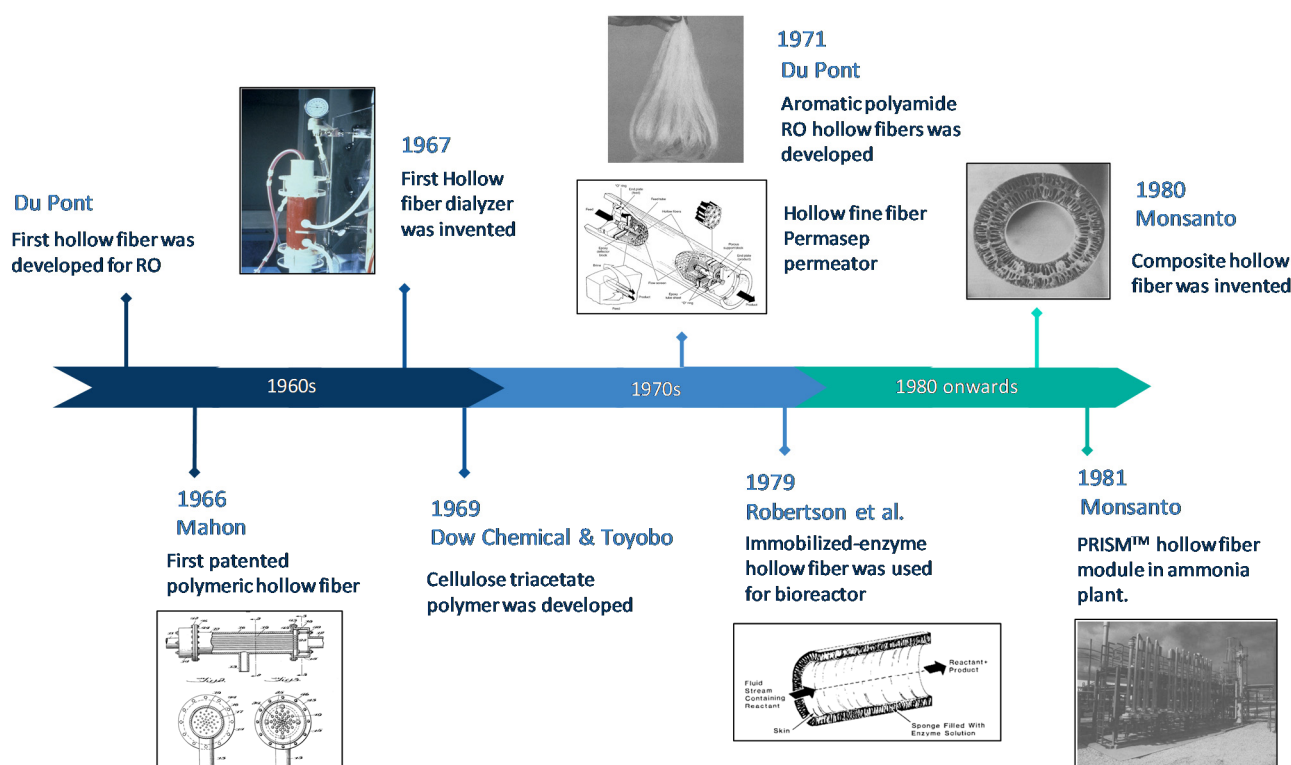 Du Pont
First hollow fiber was
developed for RO
1967
First Hollow
fiber dialyzer
was invented
1971
Du Pont
Aromatic polyamide
RO hollow fibers was
developed
Hollow fine fiber
Permasep
permeator
Feed
Product
Product
Feed
1980
Monsanto
Composite hollow
fiber was invented
1960s
1970s
1980 onwards
1966
Mahon
First patented
polymeric hollow fiber
1969
Dow Chemical & Toyobo
Cellulose triacetate
polymer was developed
1979
Robertson et al.
Immobilized-enzyme
hollow fiber was used
for bioreactor
Fluid
Stream
Containing
Reactant
Skin
Reactant+
Product
Sponge Filled With
Enzyme Solution
1981
Monsanto
PRISM™ hollow fiber
module in ammonia
plant.